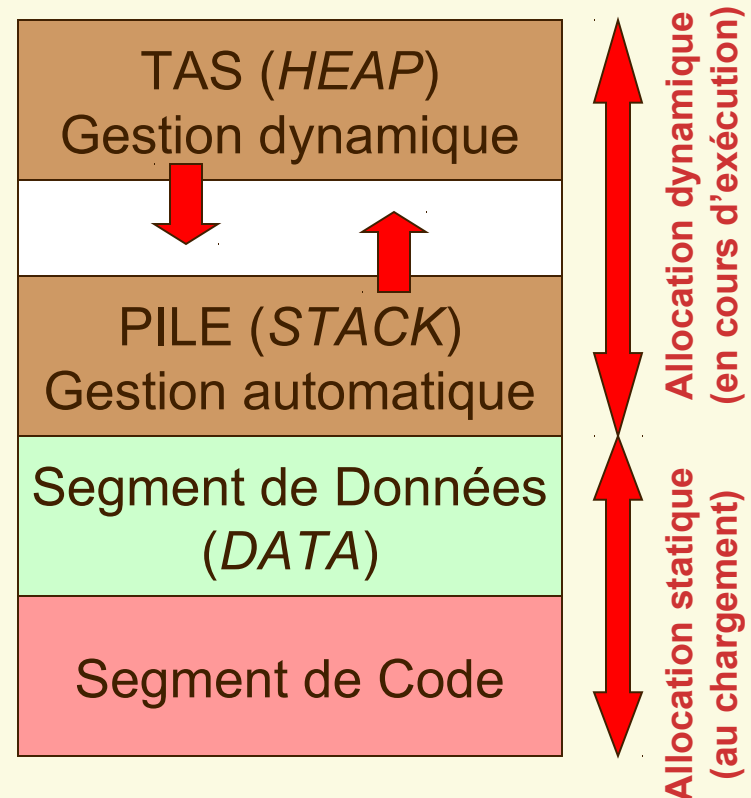 TAS (HEAP)
Gestion dynamique
PILE (STACK)
Gestion automatique
Segment de Données
(DATA)
Segment de Code
Allocation dynamique
(en cours d'exécution)
Allocation statique
(au chargement)